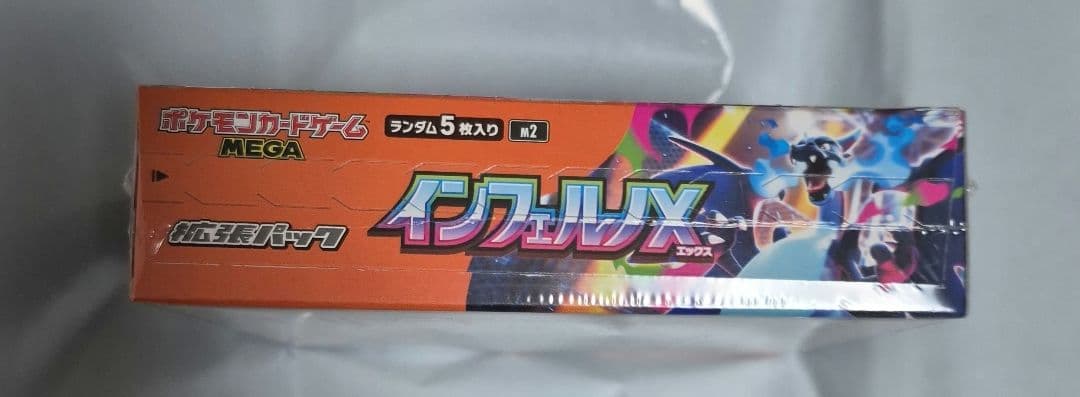 ポケモンカードゲーム
MEGA
ランダム5枚入り
M2
拡張パック
インフェルノX
エックス